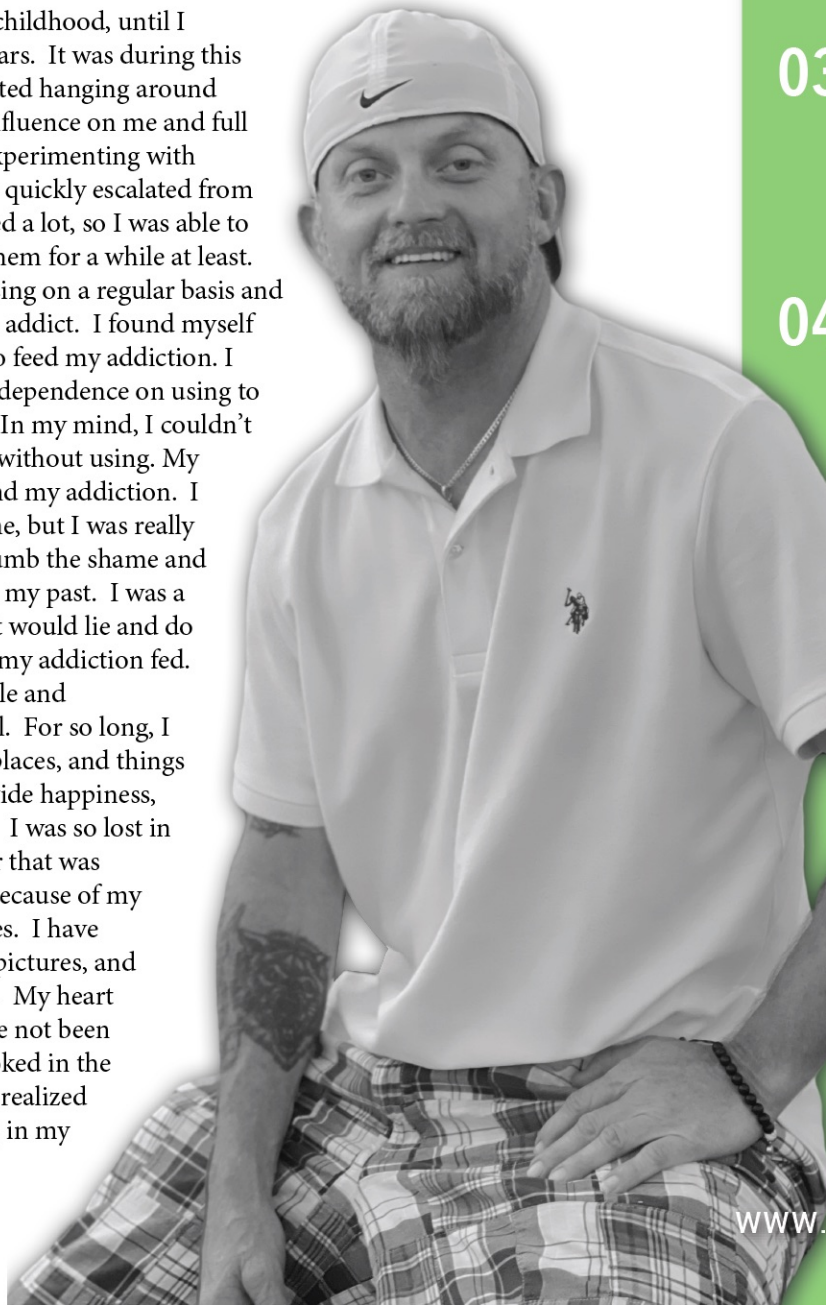 childhood, until I
ars.  It was during this
ted hanging around
fluence on me and full
xperimenting with
quickly escalated from
ed a lot, so I was able to
hem for a while at least.
ing on a regular basis and
addict.  I found myself
o feed my addiction. I
dependence on using to
In my mind, I couldn’t
without using. My
nd my addiction.  I
ne, but I was really
umb the shame and
my past.  I was a
t would lie and do
my addiction fed.
le and
l.  For so long, I
places, and things
ide happiness,
I was so lost in
r that was
ecause of my
es.  I have
pictures, and
My heart
e not been
oked in the
realized
in my
03
04
www.